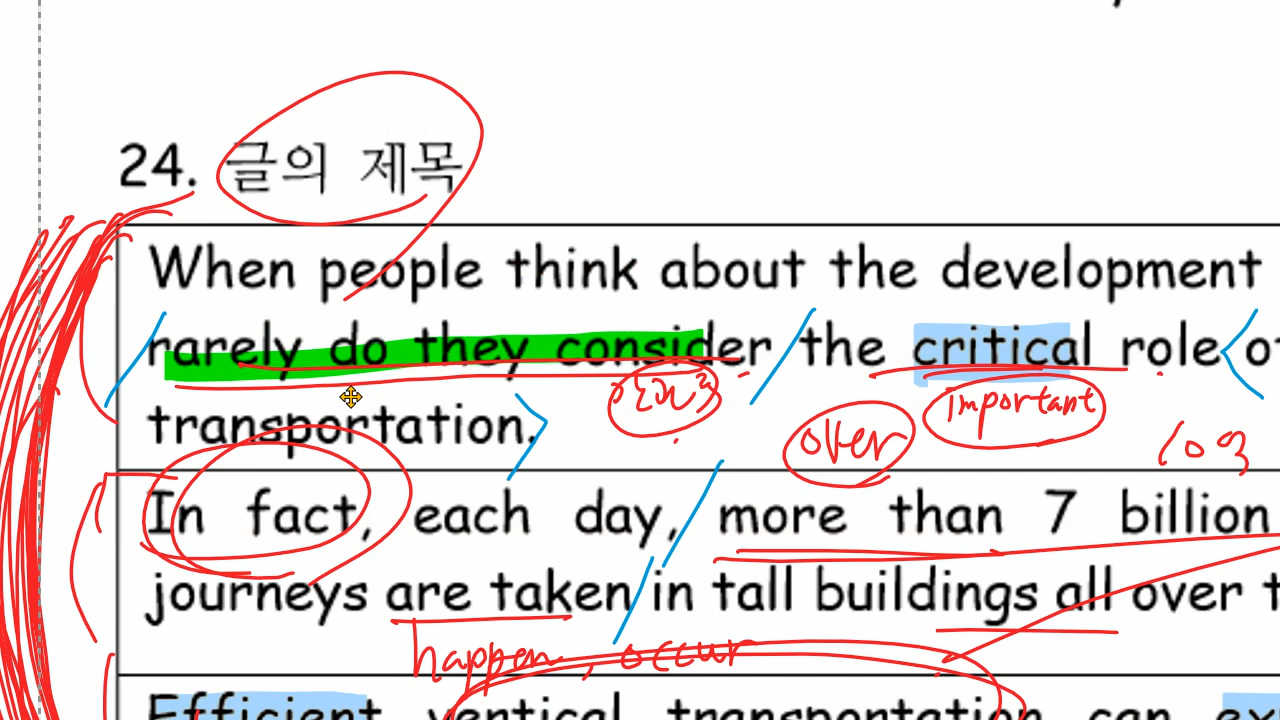 24. 글의 제목
When people think about the development
rarely do they consider the critical role of
transportation.
important
over
10억
In fact, each day, more than 7 billion
journeys are taken in tall buildings all over t
happen, occur
Efficient vertical transportation can ex